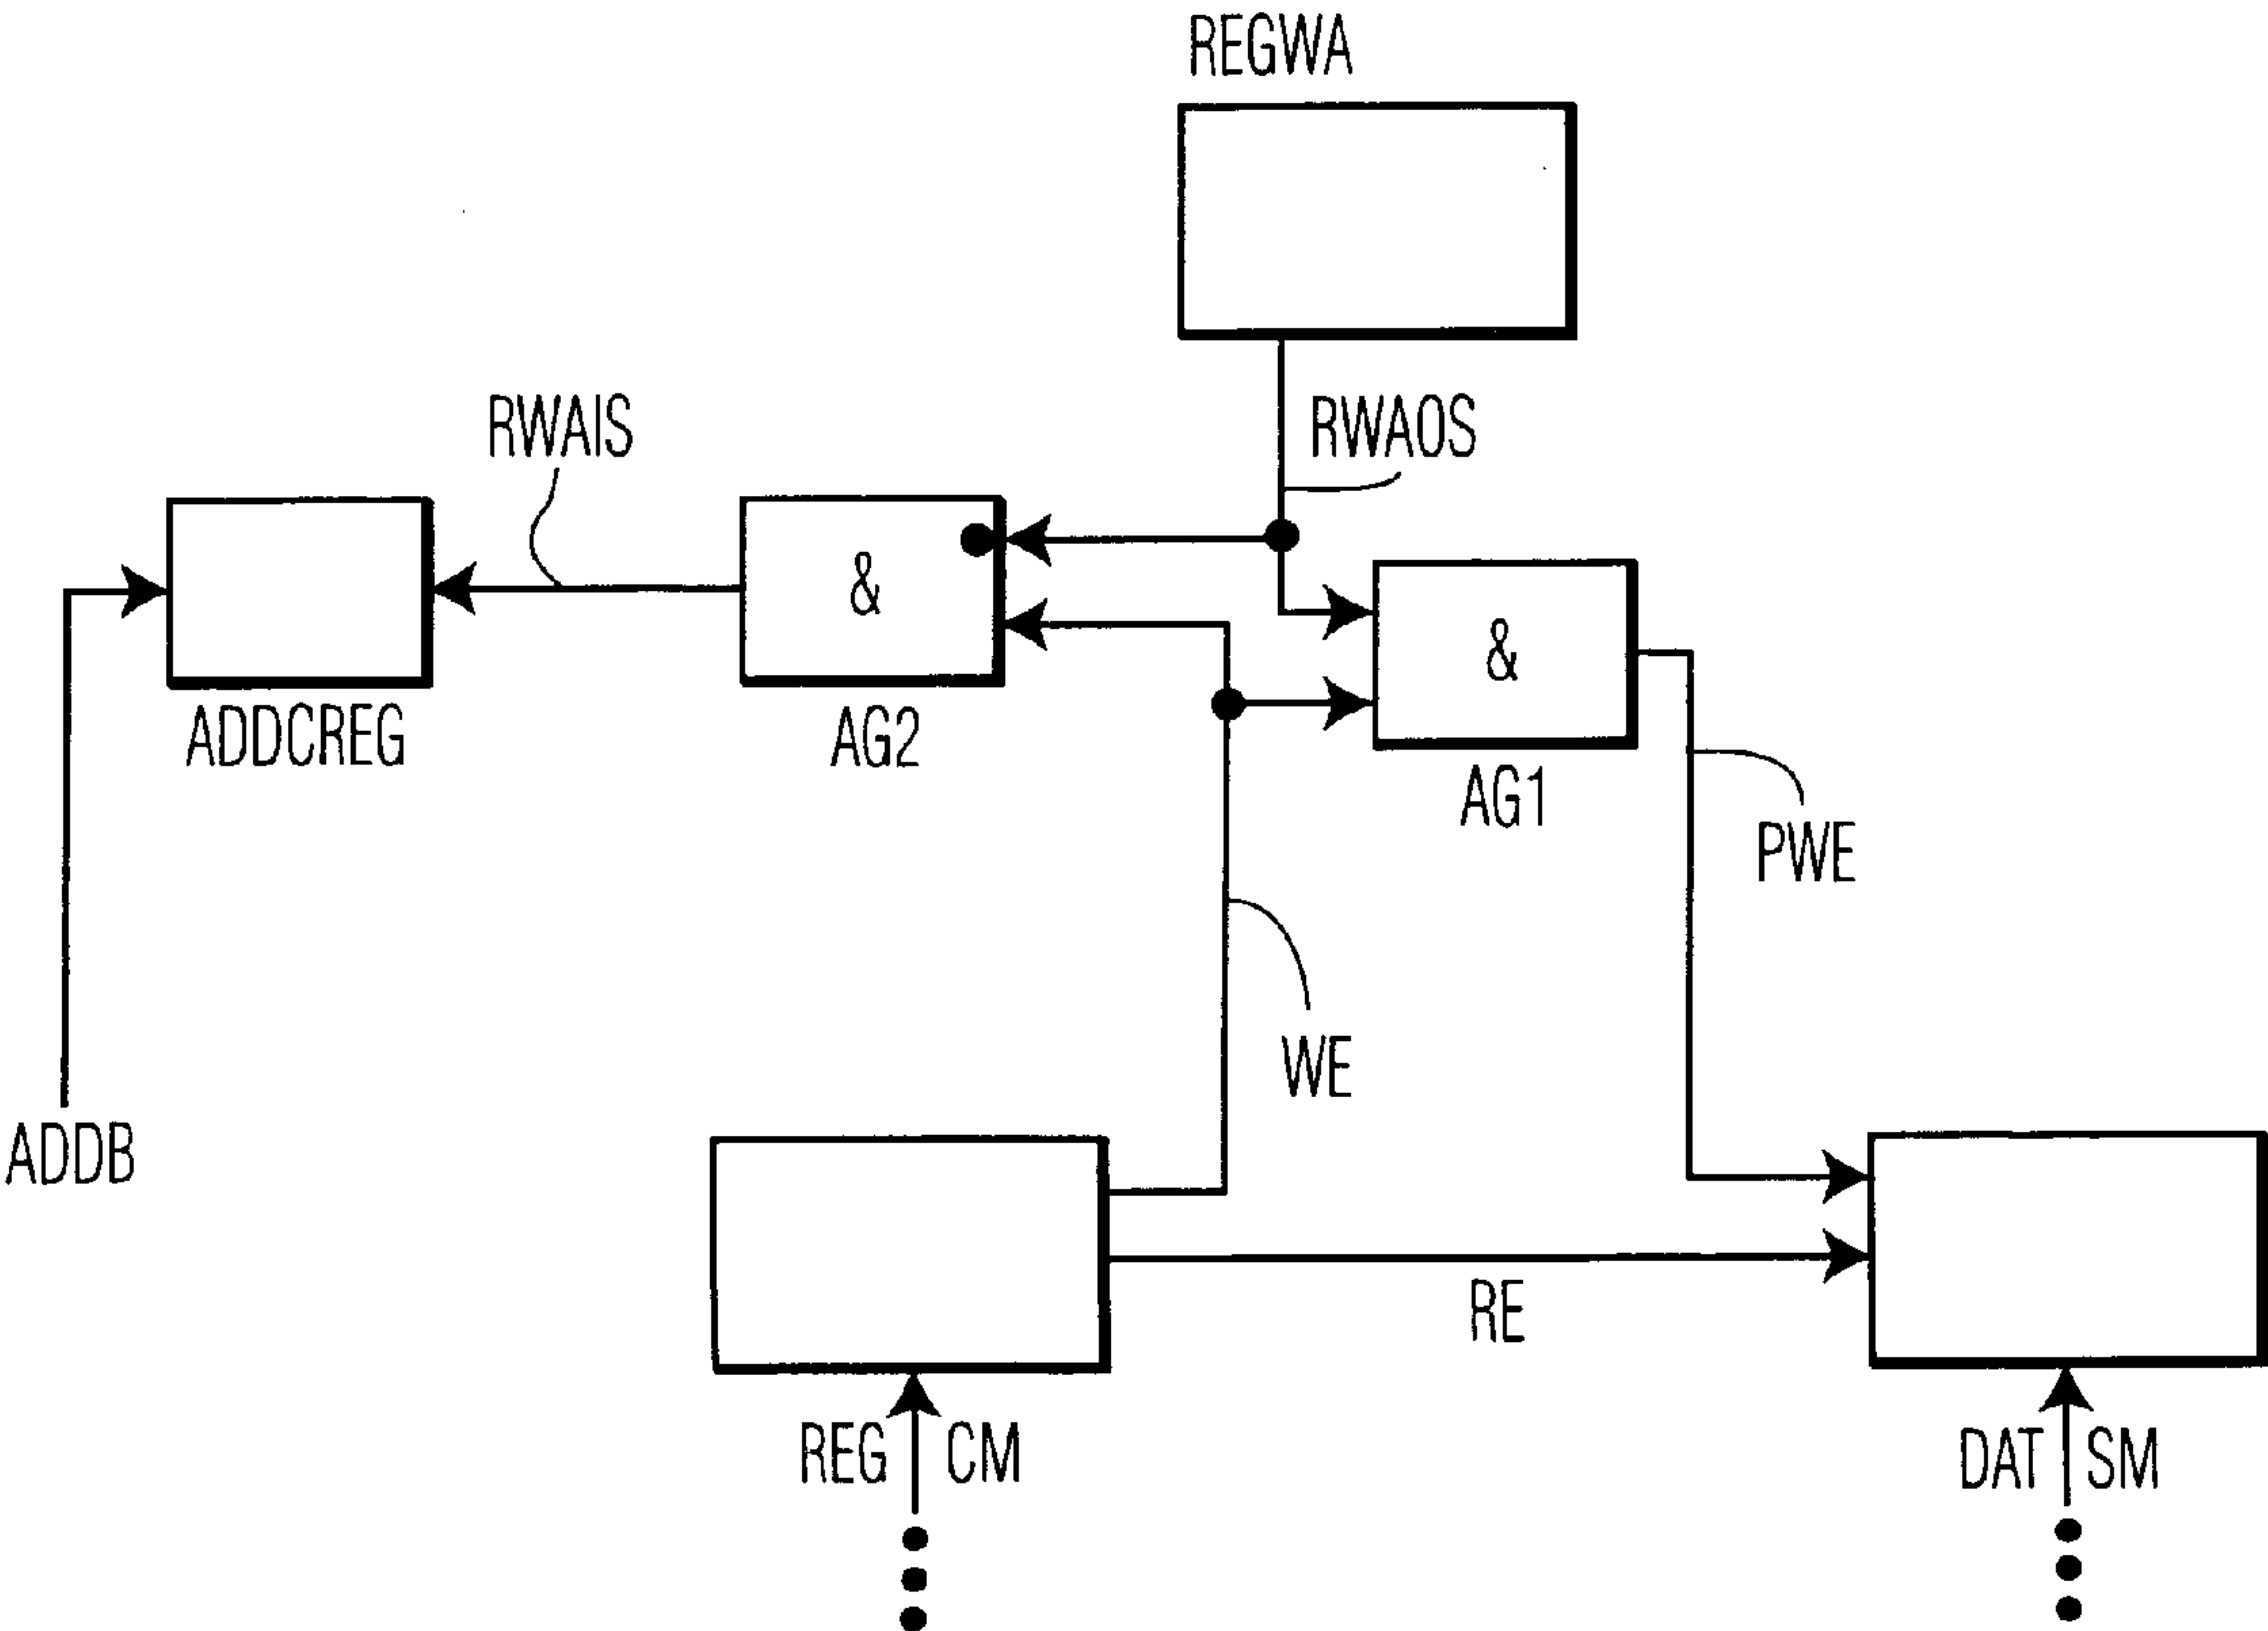 REGWA
RWAIS
RWAOS
&
&
ADDCREG
AG2
AG1
PWE
WE
ADDB
RE
REG CM
DAT SM